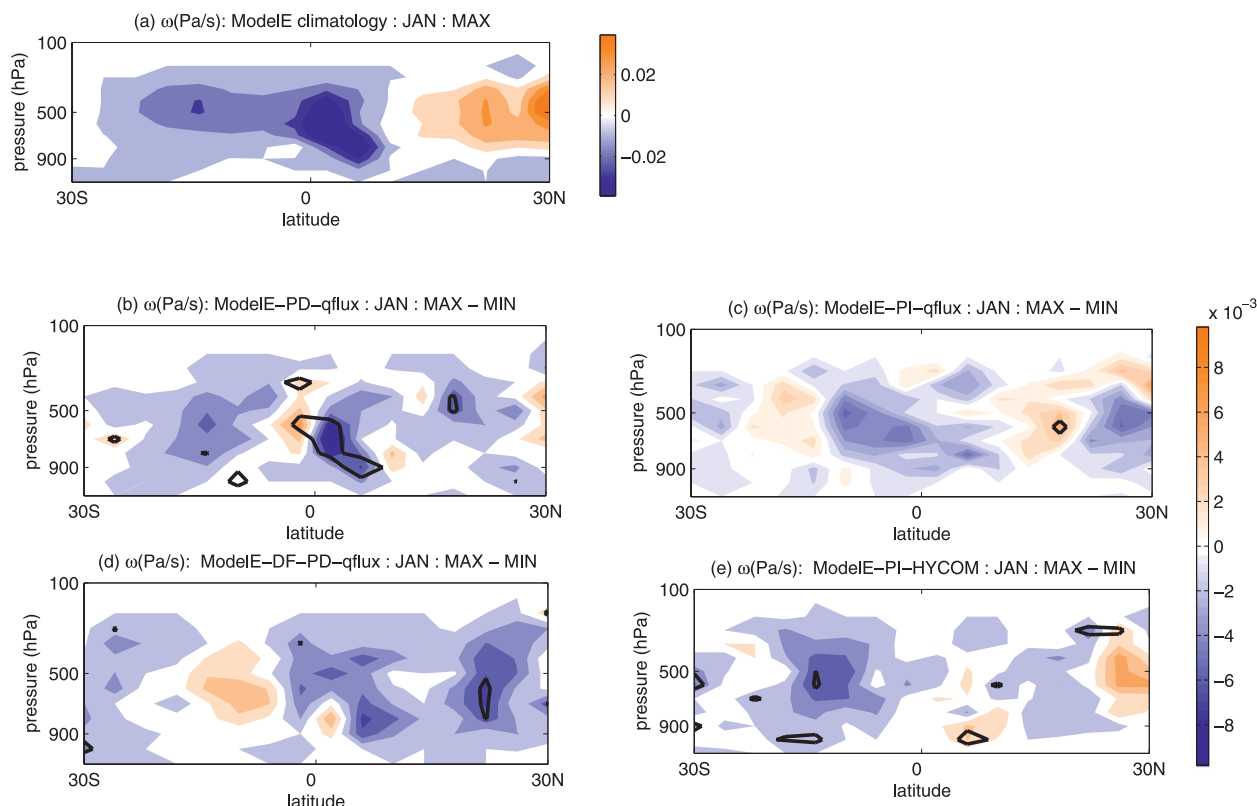 (a) ω(Pa/s): ModelE climatology : JAN : MAX
100
500
900
pressure (hPa)
30S
0
30N
latitude
0.02
0
−0.02
(b) ω(Pa/s): ModelE−PD−qflux : JAN : MAX − MIN
100
500
900
pressure (hPa)
30S
0
30N
latitude
(c) ω(Pa/s): ModelE−PI−qflux : JAN : MAX − MIN
100
500
900
pressure (hPa)
30S
0
30N
latitude
x 10⁻³
8
6
4
2
0
−2
−4
−6
−8
(d) ω(Pa/s): ModelE−DF−PD−qflux : JAN : MAX − MIN
100
500
900
pressure (hPa)
30S
0
30N
latitude
(e) ω(Pa/s): ModelE−PI−HYCOM : JAN : MAX − MIN
100
500
900
pressure (hPa)
30S
0
30N
latitude